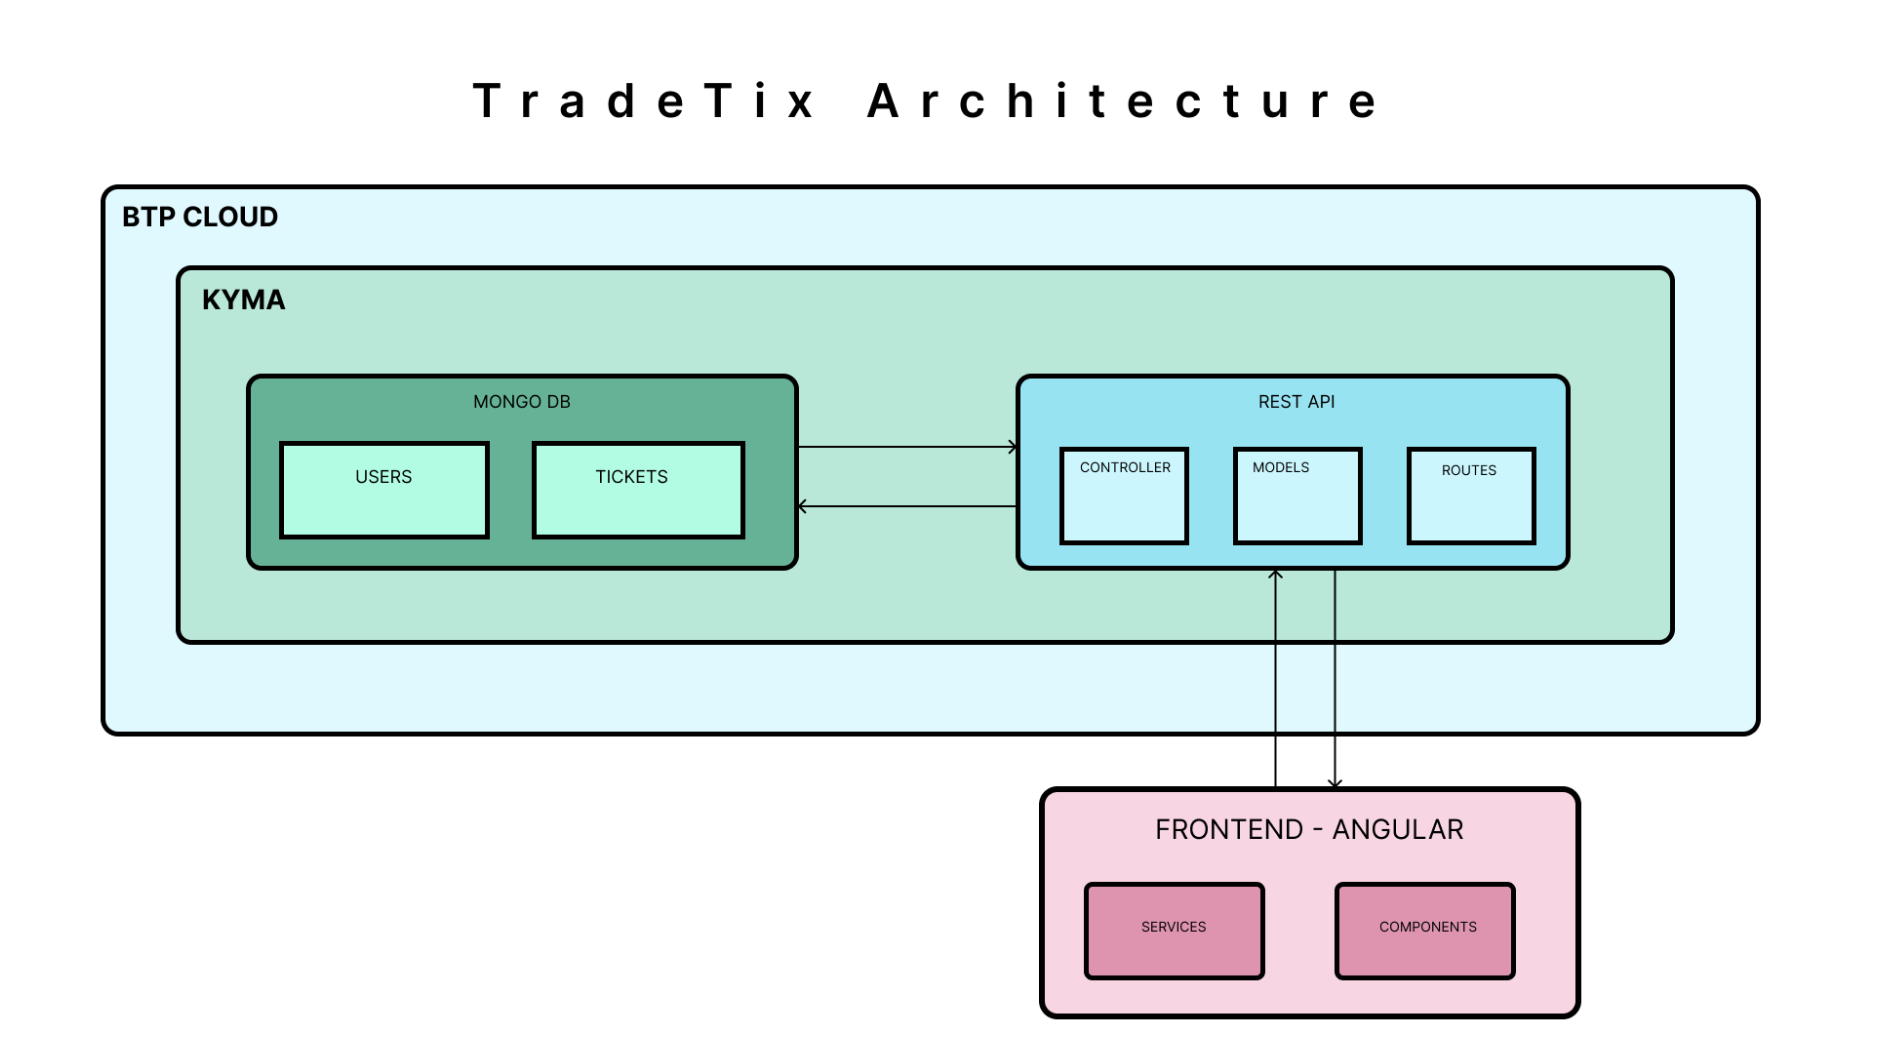 TradeTix Architecture
BTP CLOUD
KYMA
MONGO DB
USERS
TICKETS
REST API
CONTROLLER
MODELS
ROUTES
FRONTEND - ANGULAR
SERVICES
COMPONENTS